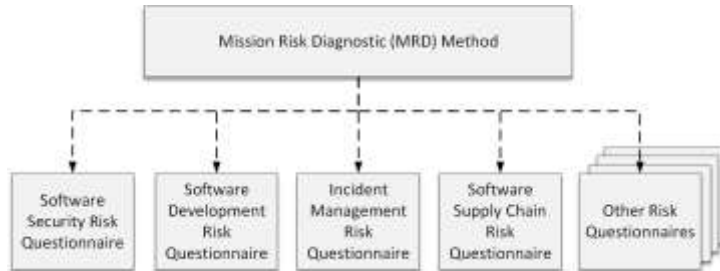 Mission Risk Diagnostic (MRD) Method
Software
Security Risk
Questionnaire
Software
Development
Risk
Questionnaire
Incident
Management
Risk
Questionnaire
Software
Supply Chain
Risk
Questionnaire
Other Risk
Questionnaires